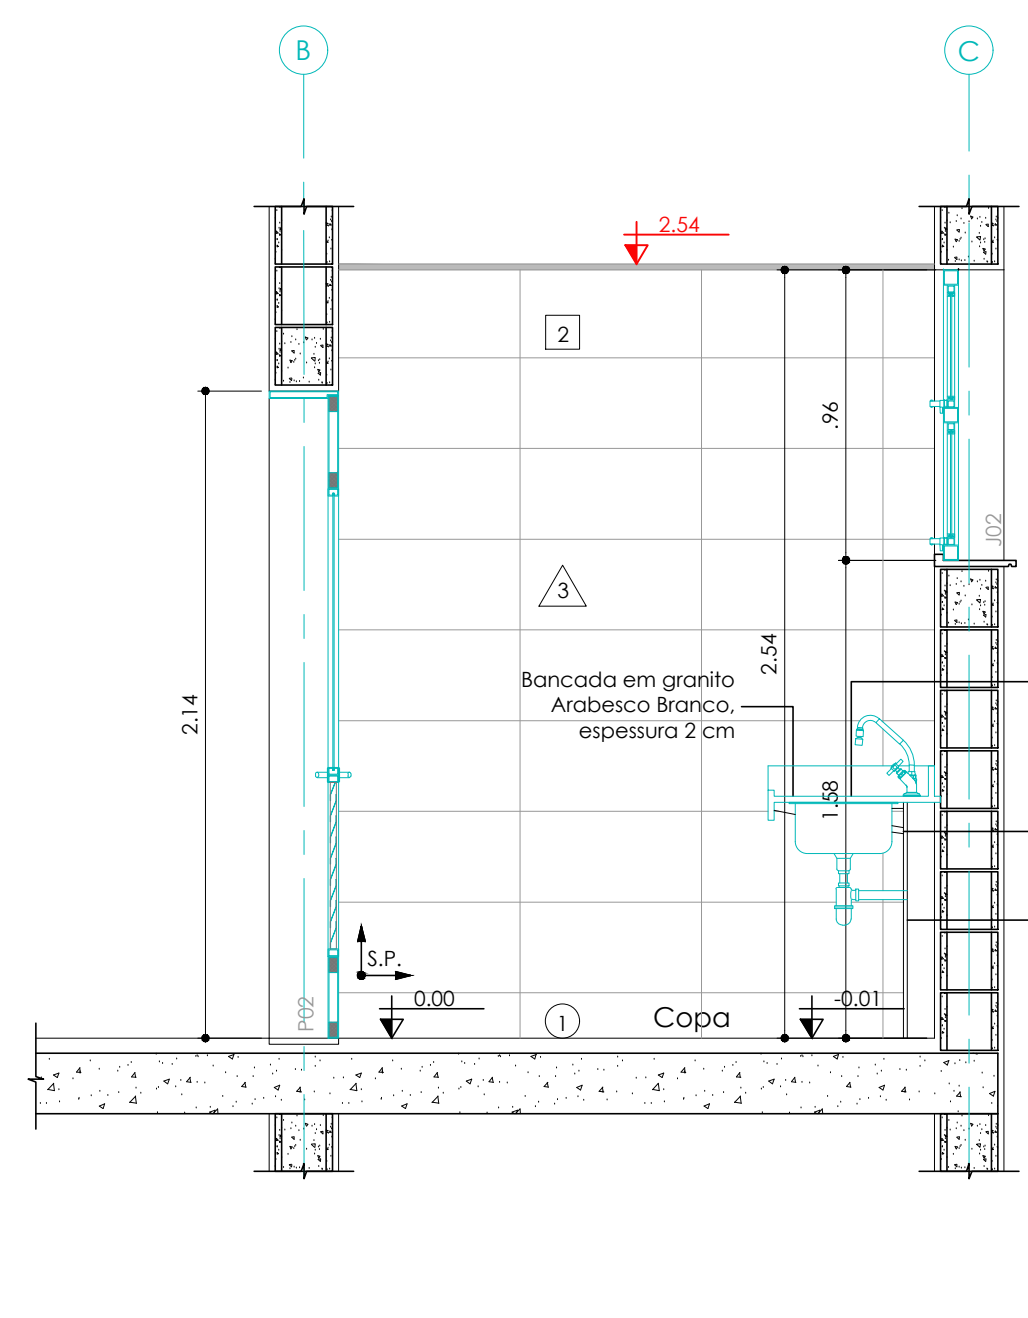 B
C
2.54
2
.96
J02
3
2.54
Bancada em granito
Arabesco Branco,
espessura 2 cm
2.14
1.58
S.P.
P02
0.00
1
Copa
-0.01